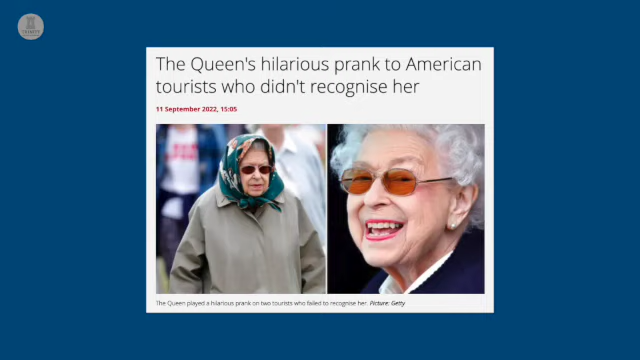 The Queen's hilarious prank to American
tourists who didn't recognise her
11 September 2022, 15:05
The Queen played a hilarious prank on two tourists who failed to recognise her. Picture: Getty